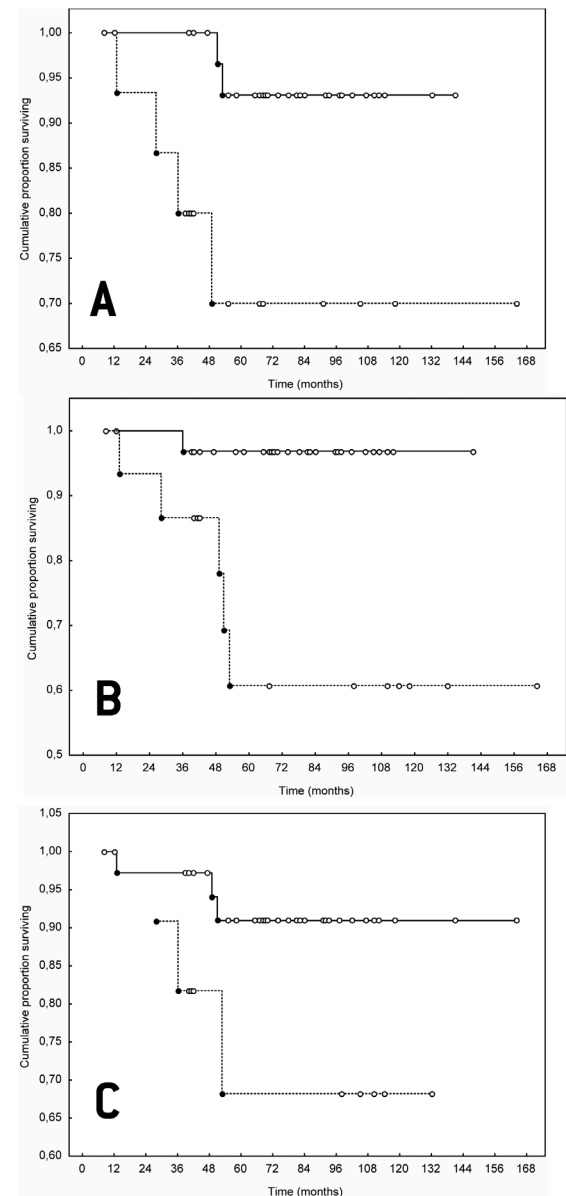 1,00
0,95
0,90
0,85
0,80
0,75
0,70
0,65
Cumulative proportion surviving
A
0 12 24 36 48 60 72 84 96 108 120 132 144 156 168
Time (months)
1,0
0,9
0,8
0,7
0,6
0,5
Cumulative proportion surviving
B
0 12 24 36 48 60 72 84 96 108 120 132 144 156 168
Time (months)
1,05
1,00
0,95
0,90
0,85
0,80
0,75
0,70
0,65
0,60
Cumulative proportion surviving
C
0 12 24 36 48 60 72 84 96 108 120 132 144 156 168
Time (months)